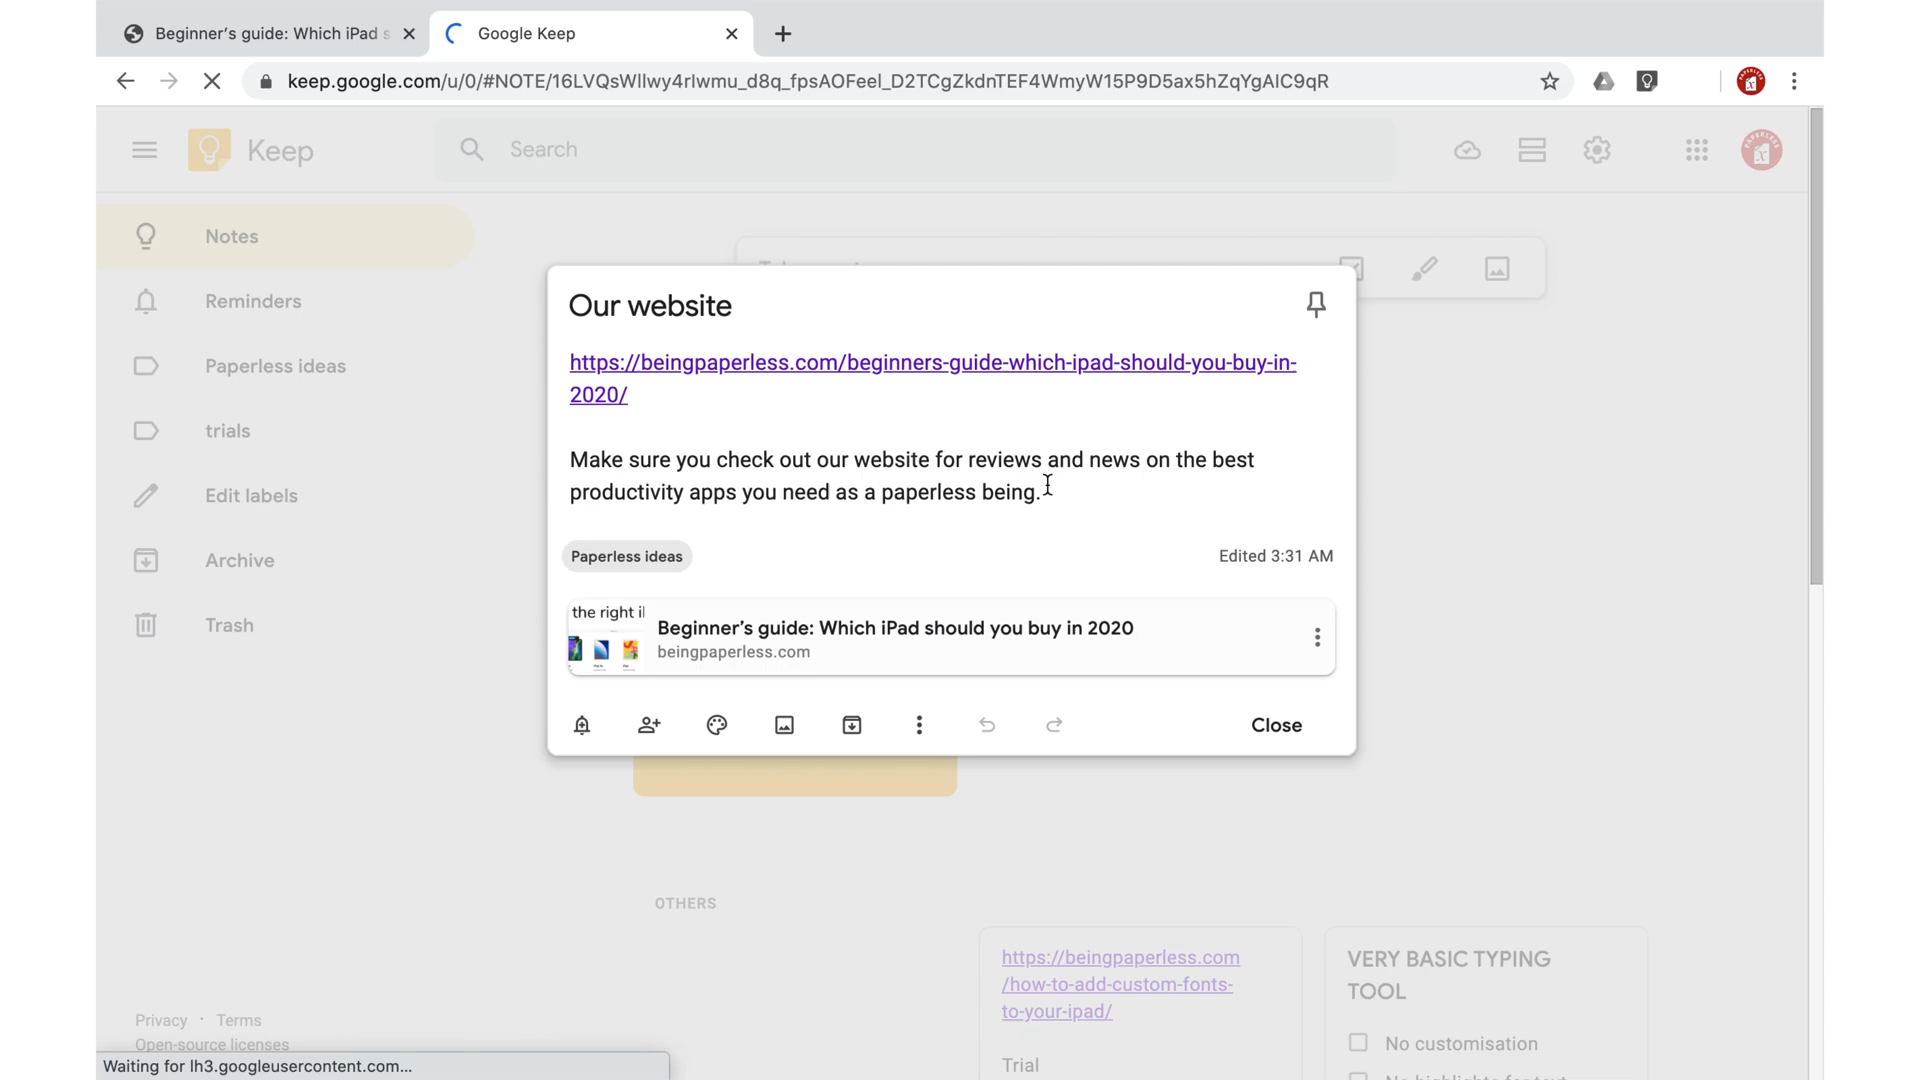 Beginner's guide: Which iPad s
Google Keep
keep.google.com/u/0/#NOTE/16LVQsWllwy4rlwmu_d8q_fpsAOFeel_D2TCgZkdnTEF4WmyW15P9D5ax5hZqYgAIC9qR
Keep
Search
Notes
Reminders
Paperless ideas
trials
Edit labels
Archive
Trash
Our website
https://beingpaperless.com/beginners-guide-which-ipad-should-you-buy-in-
2020/
Make sure you check out our website for reviews and news on the best
productivity apps you need as a paperless being.
Paperless ideas
Edited 3:31 AM
the right i
Beginner's guide: Which iPad should you buy in 2020
beingpaperless.com
Close
OTHERS
https://beingpaperless.com
/how-to-add-custom-fonts-
to-your-ipad/
Trial
VERY BASIC TYPING
TOOL
No customisation
Privacy · Terms
Open-source licenses
Waiting for lh3.googleusercontent.com...